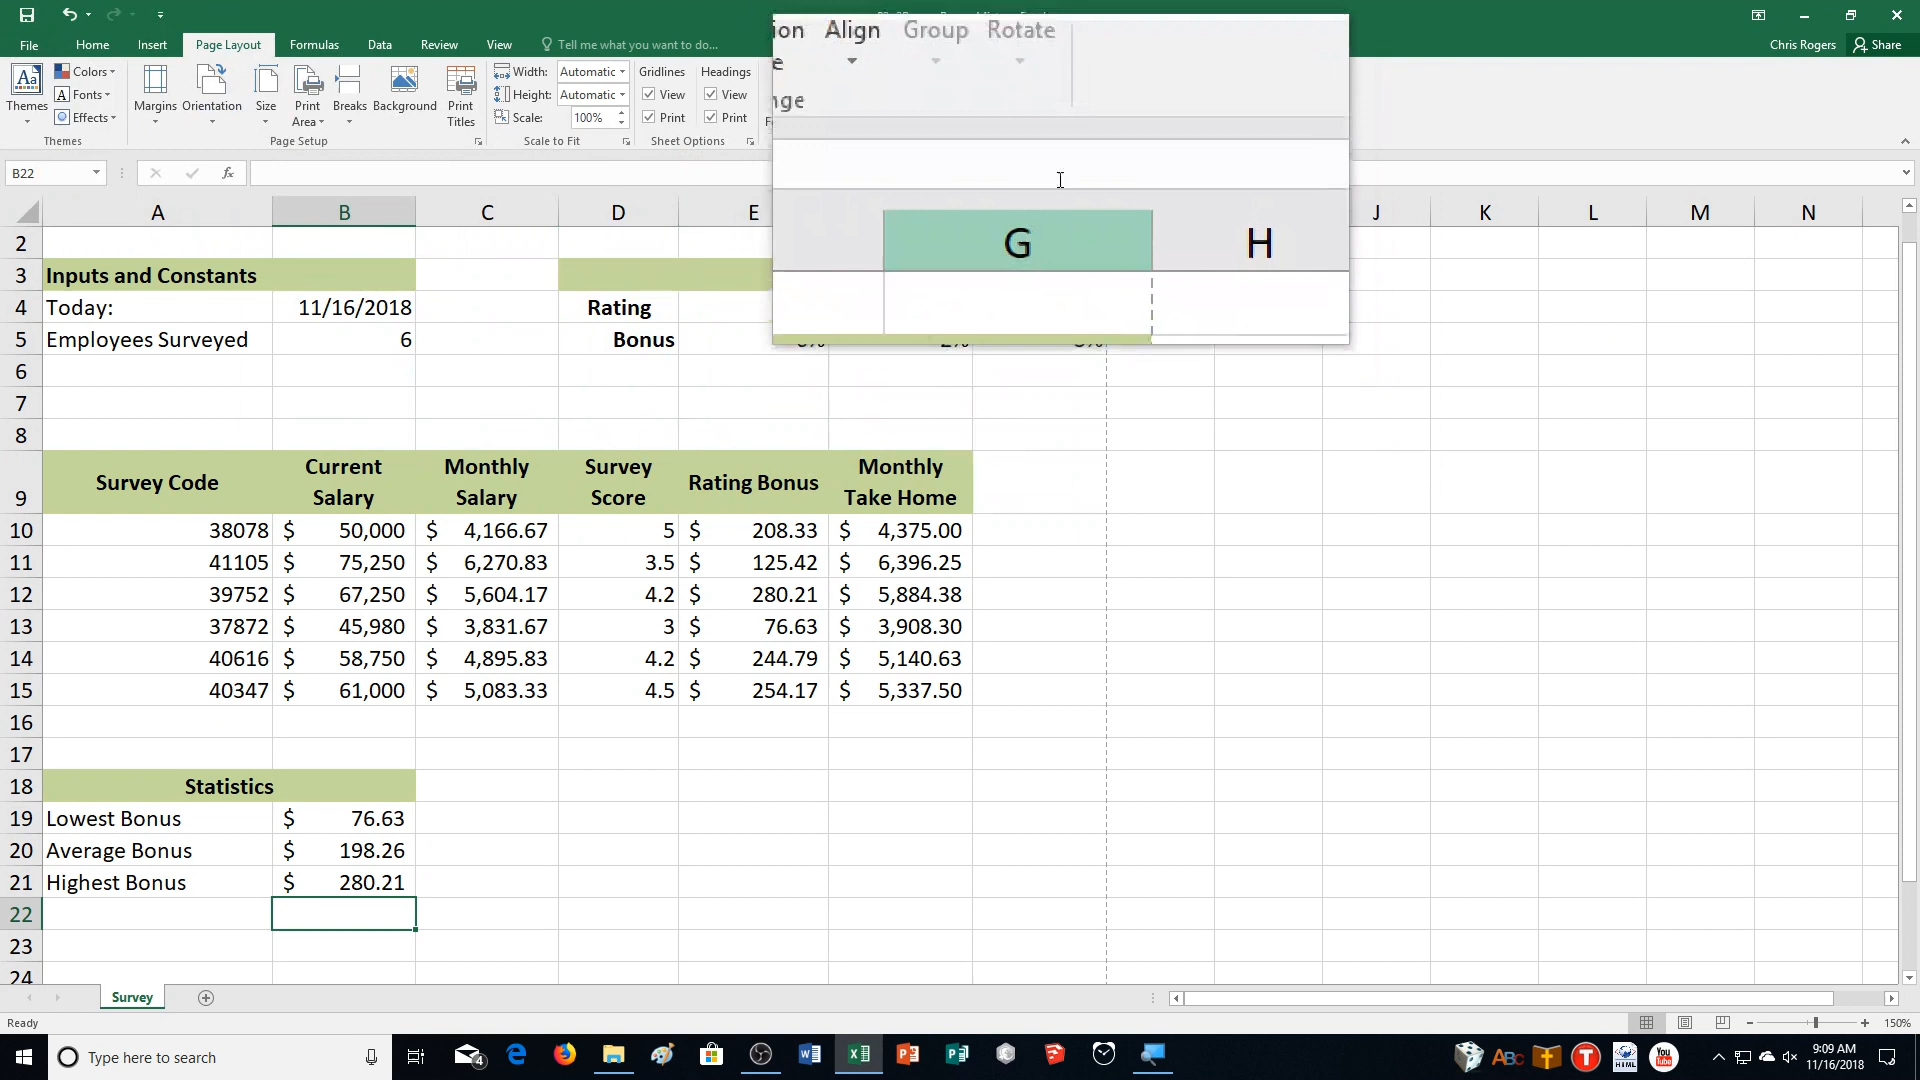 File Home Insert Page Layout Formulas Data Review View Tell me what you want to do... Chris Rogers Share
Aa Colors Width: Automatic Gridlines Headings
Fonts Height: Automatic View View
Themes Effects Margins Orientation Size Print Area Breaks Background Print Titles Scale: 100% Print Print
Themes Page Setup Scale to Fit Sheet Options
Align Group Rotate
B22 fx
G H
A B C D E J K L M N
2
3 Inputs and Constants
4 Today: 11/16/2018 Rating
5 Employees Surveyed 6 Bonus
6
7
8
9 Survey Code Current Salary Monthly Salary Survey Score Rating Bonus Monthly Take Home
10 38078 $ 50,000 $ 4,166.67 5 $ 208.33 $ 4,375.00
11 41105 $ 75,250 $ 6,270.83 3.5 $ 125.42 $ 6,396.25
12 39752 $ 67,250 $ 5,604.17 4.2 $ 280.21 $ 5,884.38
13 37872 $ 45,980 $ 3,831.67 3 $ 76.63 $ 3,908.30
14 40616 $ 58,750 $ 4,895.83 4.2 $ 244.79 $ 5,140.63
15 40347 $ 61,000 $ 5,083.33 4.5 $ 254.17 $ 5,337.50
16
17
18 Statistics
19 Lowest Bonus $ 76.63
20 Average Bonus $ 198.26
21 Highest Bonus $ 280.21
22
23
24
Survey
Ready 150%
Type here to search 4 ABC HTML You Tube 9:09 AM
11/16/2018